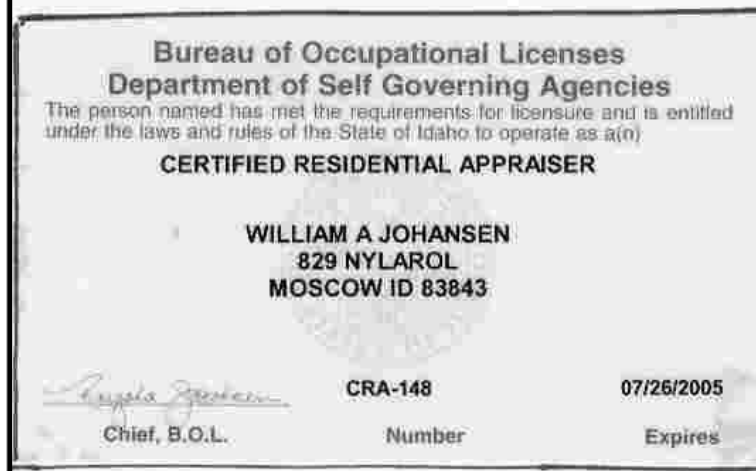 Bureau of Occupational Licenses
Department of Self Governing Agencies
The person named has met the requirements for licensure and is entitled
under the laws and rules of the State of Idaho to operate as a(n)
CERTIFIED RESIDENTIAL APPRAISER
WILLIAM A JOHANSEN
829 NYLAROL
MOSCOW ID 83843
CRA-148 07/26/2005
Chief, B.O.L. Number Expires